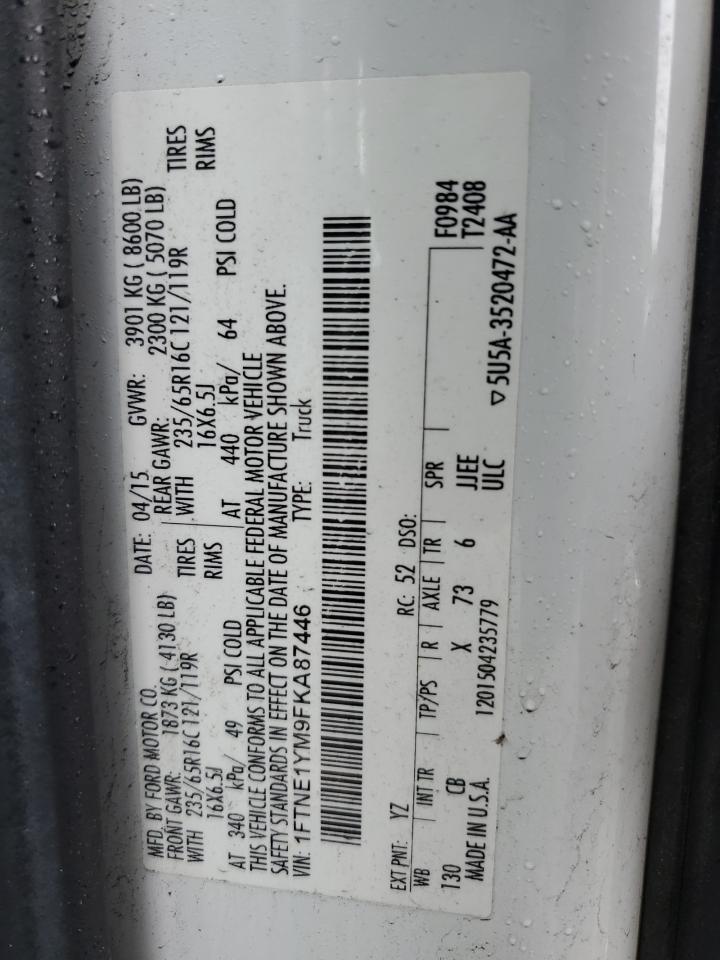 MFD. BY FORD MOTOR CO. DATE: 04/15 GVWR: 3901 KG ( 8600 LB)
FRONT GAWR: 1873 KG ( 4130 LB) REAR GAWR: 2300 KG ( 5070 LB)
WITH 235/65R16C 121/119R TIRES WITH 235/65R16C 121/119R TIRES
16X6.5J RIMS 16X6.5J RIMS
AT 340 kPa/ 49 PSI COLD AT 440 kPa/ 64 PSI COLD
THIS VEHICLE CONFORMS TO ALL APPLICABLE FEDERAL MOTOR VEHICLE
SAFETY STANDARDS IN EFFECT ON THE DATE OF MANUFACTURE SHOWN ABOVE.
VIN: 1FTNE1YM9FKA87446 TYPE: Truck
EXT PNT: YZ RC: 52 DSO:
WB INT TR TP/PS R AXLE TR SPR F0984
130 CB X 73 6 JJEE T2408
MADE IN U.S.A. 1201504235779 ULC ▽ 5U5A-3520472-AA